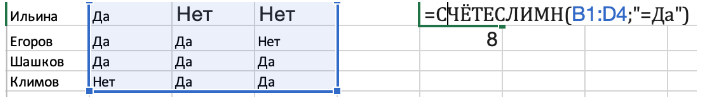 Ильина Да Нет Нет =СЧЁТЕСЛИМН(B1:D4;"=Да")
Егоров Да Да Нет 8
Шашков Да Да Да
Климов Нет Да Да